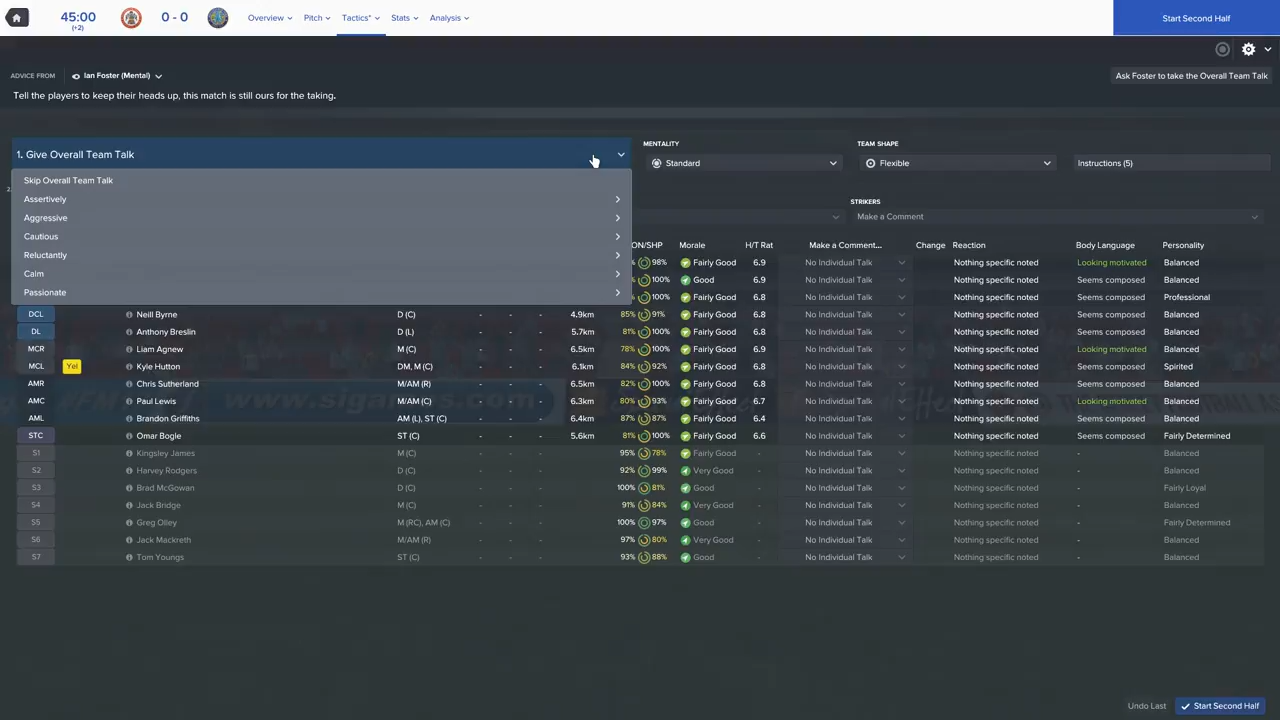 45:00 0 - 0 Overview Pitch Tactics* Stats Analysis Start Second Half
(+2)
ADVICE FROM Ian Foster (Mental) Ask Foster to take the Overall Team Talk
Tell the players to keep their heads up, this match is still ours for the taking.
1. Give Overall Team Talk
MENTALITY TEAM SHAPE
Standard Flexible Instructions (5)
Skip Overall Team Talk
Assertively
Aggressive
Cautious
Reluctantly
Calm
Passionate
2.
STRIKERS
Make a Comment
ON/SHP Morale H/T Rat Make a Comment... Change Reaction Body Language Personality
98% Fairly Good 6.9 No Individual Talk Nothing specific noted Looking motivated Balanced
100% Good 6.9 No Individual Talk Nothing specific noted Seems composed Balanced
100% Fairly Good 6.8 No Individual Talk Nothing specific noted Seems composed Professional
DCL Neill Byrne D (C) - - - 4.9km 85% 91% Fairly Good 6.8 No Individual Talk Nothing specific noted Seems composed Balanced
DL Anthony Breslin D (L) - - - 5.7km 81% 100% Fairly Good 6.8 No Individual Talk Nothing specific noted Seems composed Balanced
MCR Liam Agnew M (C) - - - 6.5km 78% 100% Fairly Good 6.9 No Individual Talk Nothing specific noted Looking motivated Balanced
MCL Yel Kyle Hutton DM, M (C) - - - 6.1km 84% 92% Fairly Good 6.8 No Individual Talk Nothing specific noted Seems composed Spirited
AMR Chris Sutherland M/AM (R) - - - 6.5km 82% 100% Fairly Good 6.8 No Individual Talk Nothing specific noted Seems composed Balanced
AMC Paul Lewis M/AM (C) - - - 6.3km 80% 93% Fairly Good 6.7 No Individual Talk Nothing specific noted Looking motivated Balanced
AML Brandon Griffiths AM (L), ST (C) - - - 6.4km 87% 87% Fairly Good 6.4 No Individual Talk Nothing specific noted Seems composed Balanced
STC Omar Bogle ST (C) - - - 5.6km 81% 100% Fairly Good 6.6 No Individual Talk Nothing specific noted Seems composed Fairly Determined
S1 Kingsley James M (C) - - - 95% 78% Fairly Good - No Individual Talk Nothing specific noted - Balanced
S2 Harvey Rodgers D (C) - - - 92% 99% Very Good - No Individual Talk Nothing specific noted - Balanced
S3 Brad McGowan D (C) - - - 100% 81% Good - No Individual Talk Nothing specific noted - Fairly Loyal
S4 Jack Bridge M (C) - - - 91% 84% Very Good - No Individual Talk Nothing specific noted - Balanced
S5 Greg Olley M (RC), AM (C) - - - 100% 97% Good - No Individual Talk Nothing specific noted - Fairly Determined
S6 Jack Mackreth M/AM (R) - - - 97% 80% Very Good - No Individual Talk Nothing specific noted - Balanced
S7 Tom Youngs ST (C) - - - 93% 88% Good - No Individual Talk Nothing specific noted - Balanced
www.sigames.com
Undo Last Start Second Half